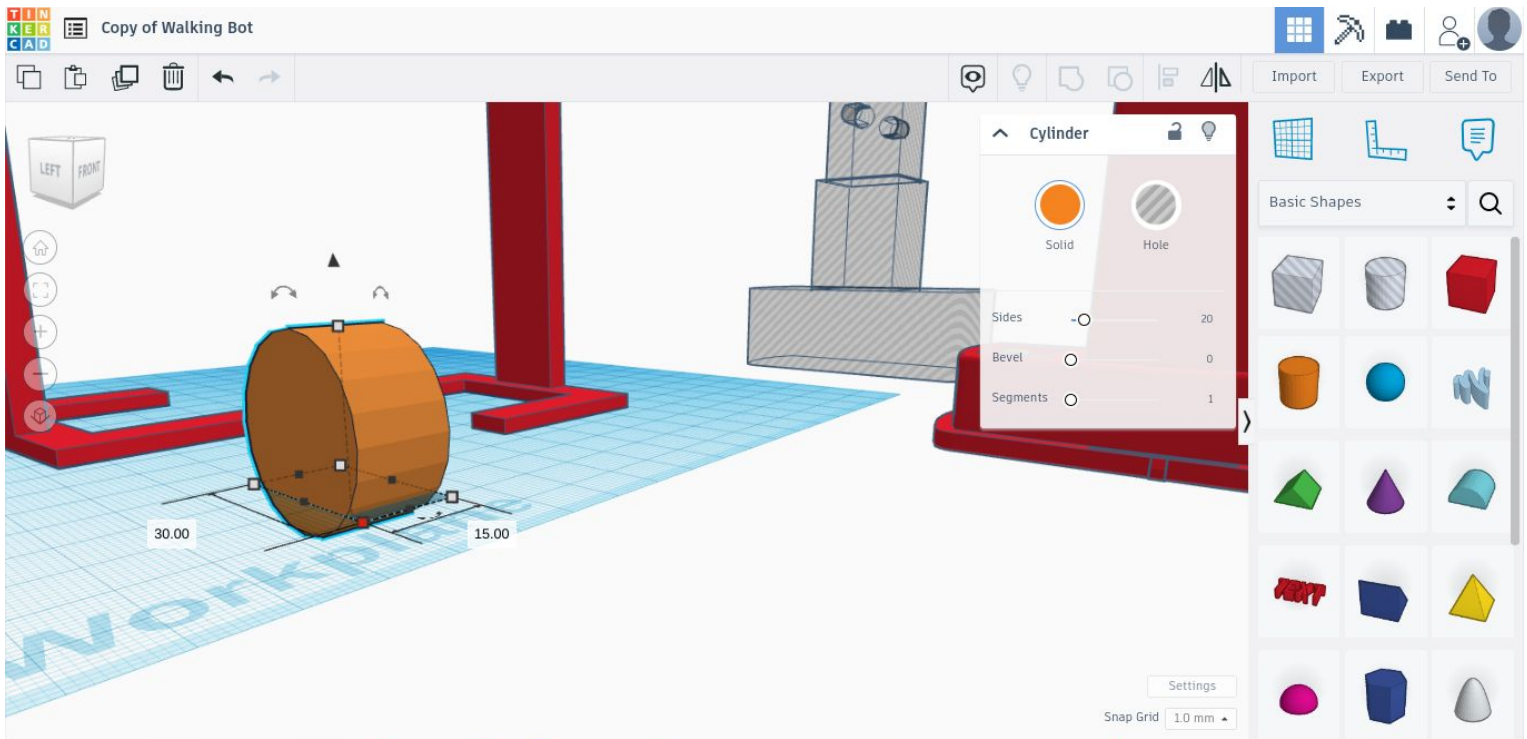 TIN
KER
CAD
Copy of Walking Bot
Import
Export
Send To
LEFT
FRONT
Cylinder
Solid
Hole
Sides
20
Bevel
0
Segments
1
Basic Shapes
TEXT
30.00
15.00
Workplane
Settings
Snap Grid
1.0 mm